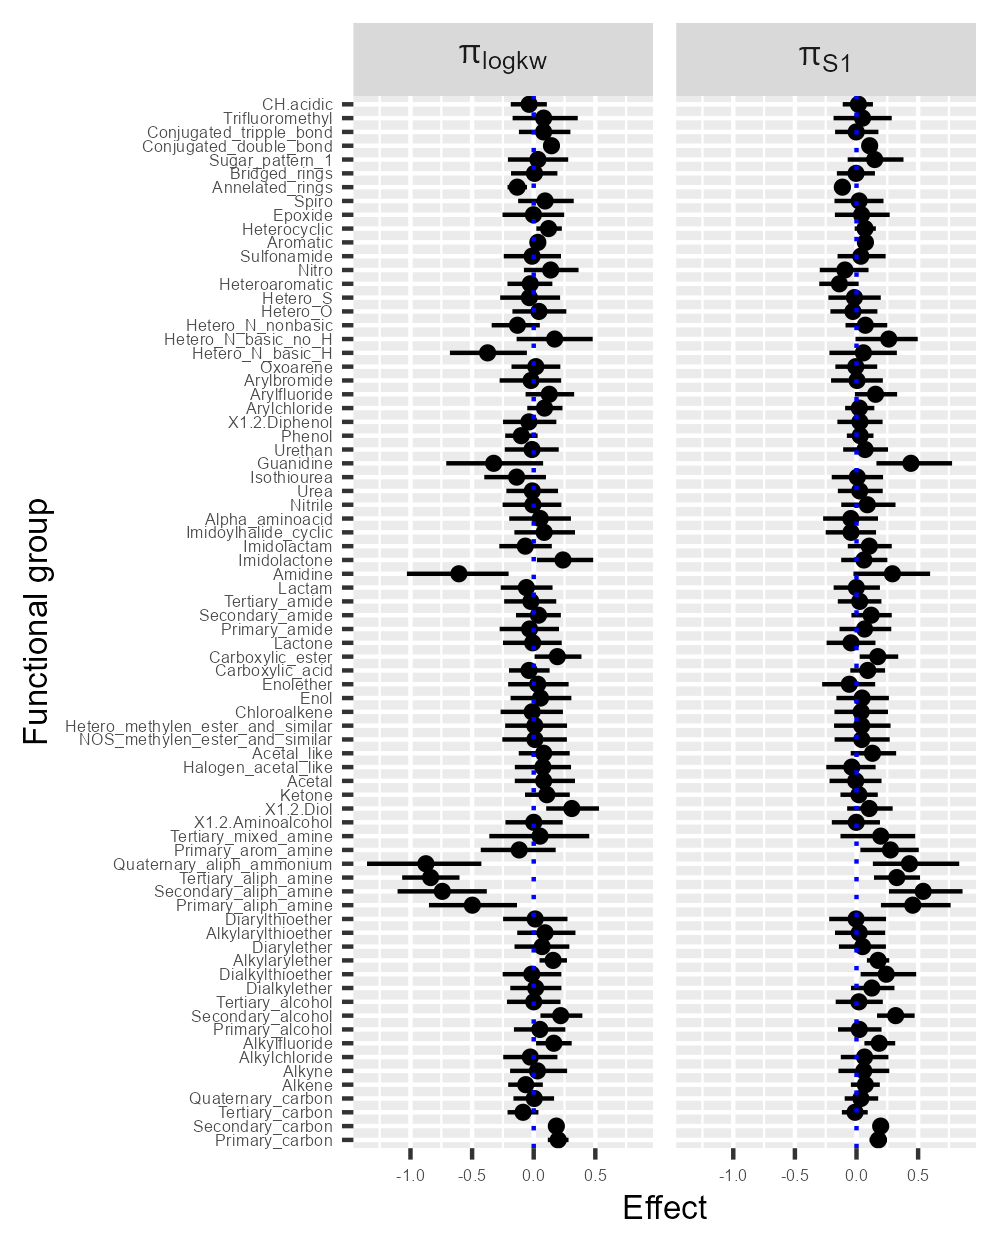 πlogkw πS1
CH.acidic
Trifluoromethyl
Conjugated_tripple_bond
Conjugated_double_bond
Sugar_pattern_1
Bridged_rings
Annelated_rings
Spiro
Epoxide
Heterocyclic
Aromatic
Sulfonamide
Nitro
Heteroaromatic
Hetero_S
Hetero_O
Hetero_N_nonbasic
Hetero_N_basic_no_H
Hetero_N_basic_H
Oxoarene
Arylbromide
Arylfluoride
Arylchloride
X1.2.Diphenol
Phenol
Urethan
Guanidine
Isothiourea
Urea
Nitrile
Alpha_aminoacid
Imidoylhalide_cyclic
Imidolactam
Imidolactone
Amidine
Lactam
Tertiary_amide
Secondary_amide
Primary_amide
Lactone
Carboxylic_ester
Carboxylic_acid
Enolether
Enol
Chloroalkene
Hetero_methylen_ester_and_similar
NOS_methylen_ester_and_similar
Acetal_like
Halogen_acetal_like
Acetal
Ketone
X1.2.Diol
X1.2.Aminoalcohol
Tertiary_mixed_amine
Primary_arom_amine
Quaternary_aliph_ammonium
Tertiary_aliph_amine
Secondary_aliph_amine
Primary_aliph_amine
Diarylthioether
Alkylarylthioether
Diarylether
Alkylarylether
Dialkylthioether
Dialkylether
Tertiary_alcohol
Secondary_alcohol
Primary_alcohol
Alkylfluoride
Alkylchloride
Alkyne
Alkene
Quaternary_carbon
Tertiary_carbon
Secondary_carbon
Primary_carbon
Functional group
-1.0 -0.5 0.0 0.5 -1.0 -0.5 0.0 0.5
Effect